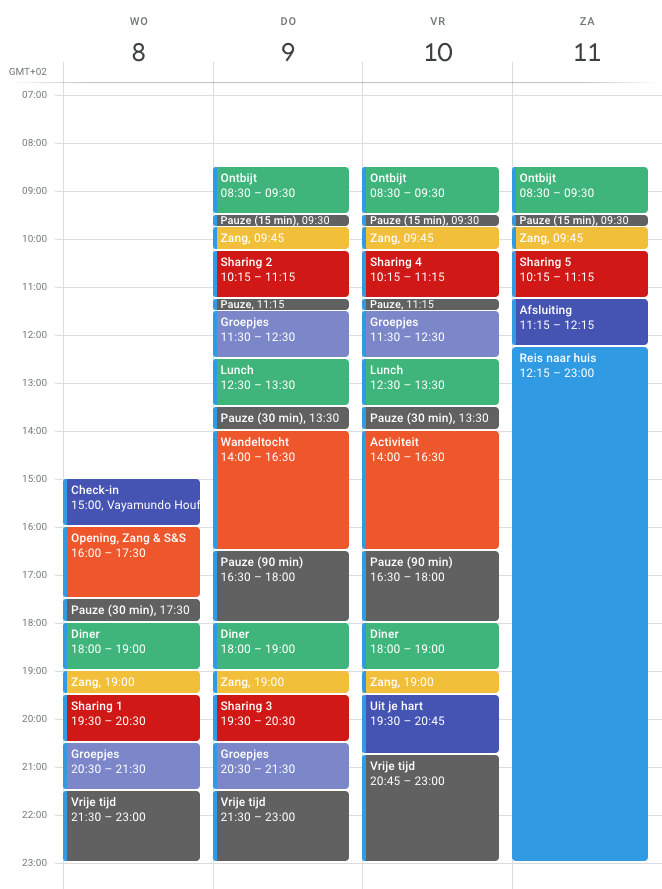 WO
DO
VR
ZA
8
9
10
11
GMT+02
07:00
08:00
09:00
10:00
11:00
12:00
13:00
14:00
15:00
16:00
17:00
18:00
19:00
20:00
21:00
22:00
23:00
Check-in
15:00, Vayamundo Houf
Opening, Zang & S&S
16:00 – 17:30
Pauze (30 min), 17:30
Diner
18:00 – 19:00
Zang, 19:00
Sharing 1
19:30 – 20:30
Groepjes
20:30 – 21:30
Vrije tijd
21:30 – 23:00
Ontbijt
08:30 – 09:30
Pauze (15 min), 09:30
Zang, 09:45
Sharing 2
10:15 – 11:15
Pauze, 11:15
Groepjes
11:30 – 12:30
Lunch
12:30 – 13:30
Pauze (30 min), 13:30
Wandeltocht
14:00 – 16:30
Pauze (90 min)
16:30 – 18:00
Diner
18:00 – 19:00
Zang, 19:00
Sharing 3
19:30 – 20:30
Groepjes
20:30 – 21:30
Vrije tijd
21:30 – 23:00
Ontbijt
08:30 – 09:30
Pauze (15 min), 09:30
Zang, 09:45
Sharing 4
10:15 – 11:15
Pauze, 11:15
Groepjes
11:30 – 12:30
Lunch
12:30 – 13:30
Pauze (30 min), 13:30
Activiteit
14:00 – 16:30
Pauze (90 min)
16:30 – 18:00
Diner
18:00 – 19:00
Zang, 19:00
Uit je hart
19:30 – 20:45
Vrije tijd
20:45 – 23:00
Ontbijt
08:30 – 09:30
Pauze (15 min), 09:30
Zang, 09:45
Sharing 5
10:15 – 11:15
Afsluiting
11:15 – 12:15
Reis naar huis
12:15 – 23:00